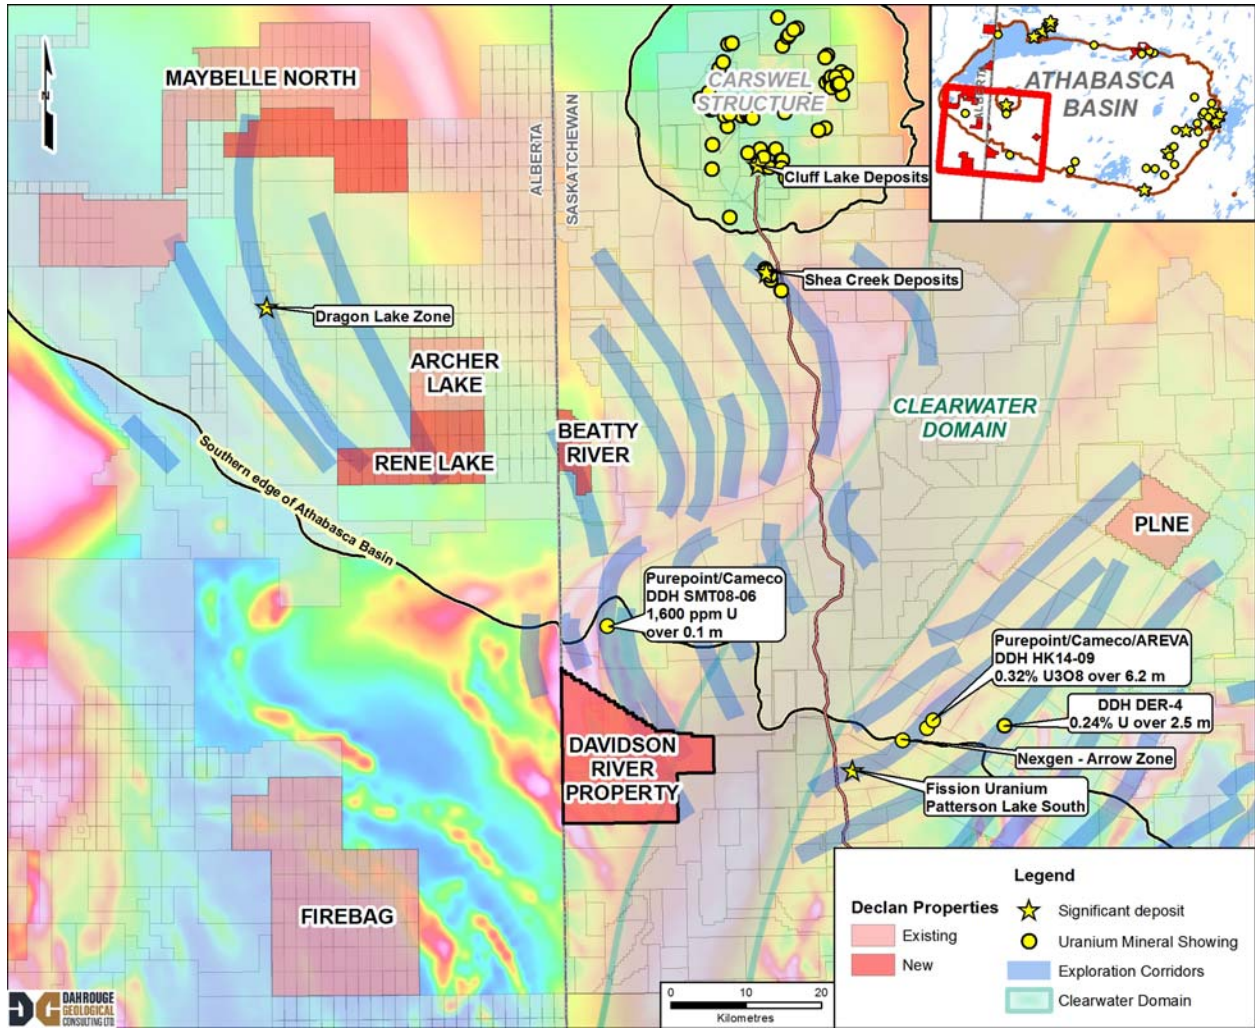 N
MAYBELLE NORTH
CARSWEL
STRUCTURE
ALBERTA
SASKATCHEWAN
Cluff Lake Deposits
ALBERTA
ATHABASCA
BASIN
Shea Creek Deposits
Dragon Lake Zone
ARCHER
LAKE
RENE LAKE
BEATTY
RIVER
CLEARWATER
DOMAIN
PLNE
Southern edge of Athabasca Basin
Purepoint/Cameco
DDH SMT08-06
1,600 ppm U
over 0.1 m
Purepoint/Cameco/AREVA
DDH HK14-09
0.32% U3O8 over 6.2 m
DDH DER-4
0.24% U over 2.5 m
Nexgen - Arrow Zone
Fission Uranium
Patterson Lake South
DAVIDSON
RIVER
PROPERTY
FIREBAG
Legend
Declan Properties
Existing
New
Significant deposit
Uranium Mineral Showing
Exploration Corridors
Clearwater Domain
0 10 20
Kilometres
DG DAHROUGE
GEOLOGICAL
CONSULTING LTD